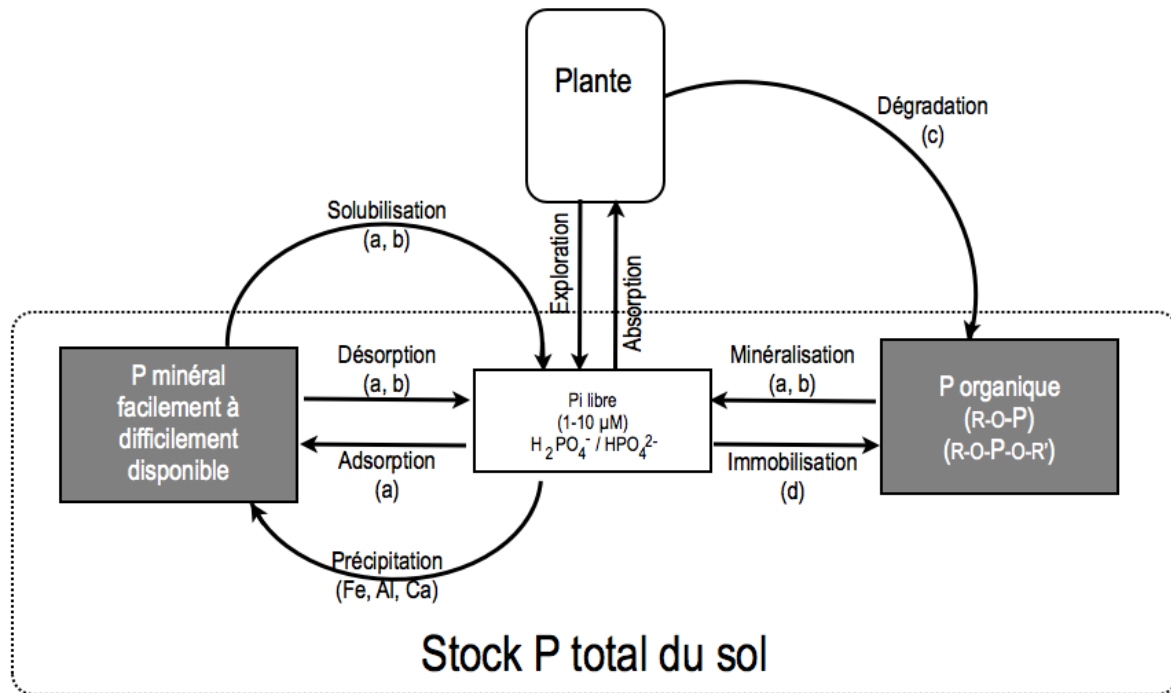 Plante
Dégradation
(c)
Solubilisation
(a, b)
Exploration
Absorption
P minéral
facilement à
difficilement
disponible
Désorption
(a, b)
Adsorption
(a)
Pi libre
(1-10 µM)
H₂PO₄⁻ / HPO₄²⁻
Minéralisation
(a, b)
Immobilisation
(d)
P organique
(R-O-P)
(R-O-P-O-R')
Précipitation
(Fe, Al, Ca)
Stock P total du sol